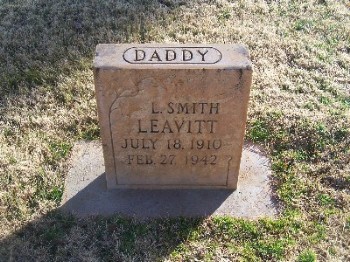 DADDY
L. SMITH
LEAVITT
JULY 18, 1910
FEB. 27, 1942